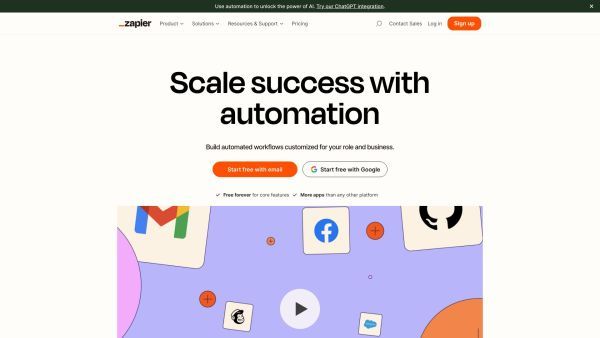 Use automation to unlock the power of AI. Try our ChatGPT integration.
zapier Product Solutions Resources & Support Pricing Contact Sales Log in Sign up
Scale success with
automation
Build automated workflows customized for your role and business.
Start free with email
Start free with Google
Free forever for core features More apps than any other platform